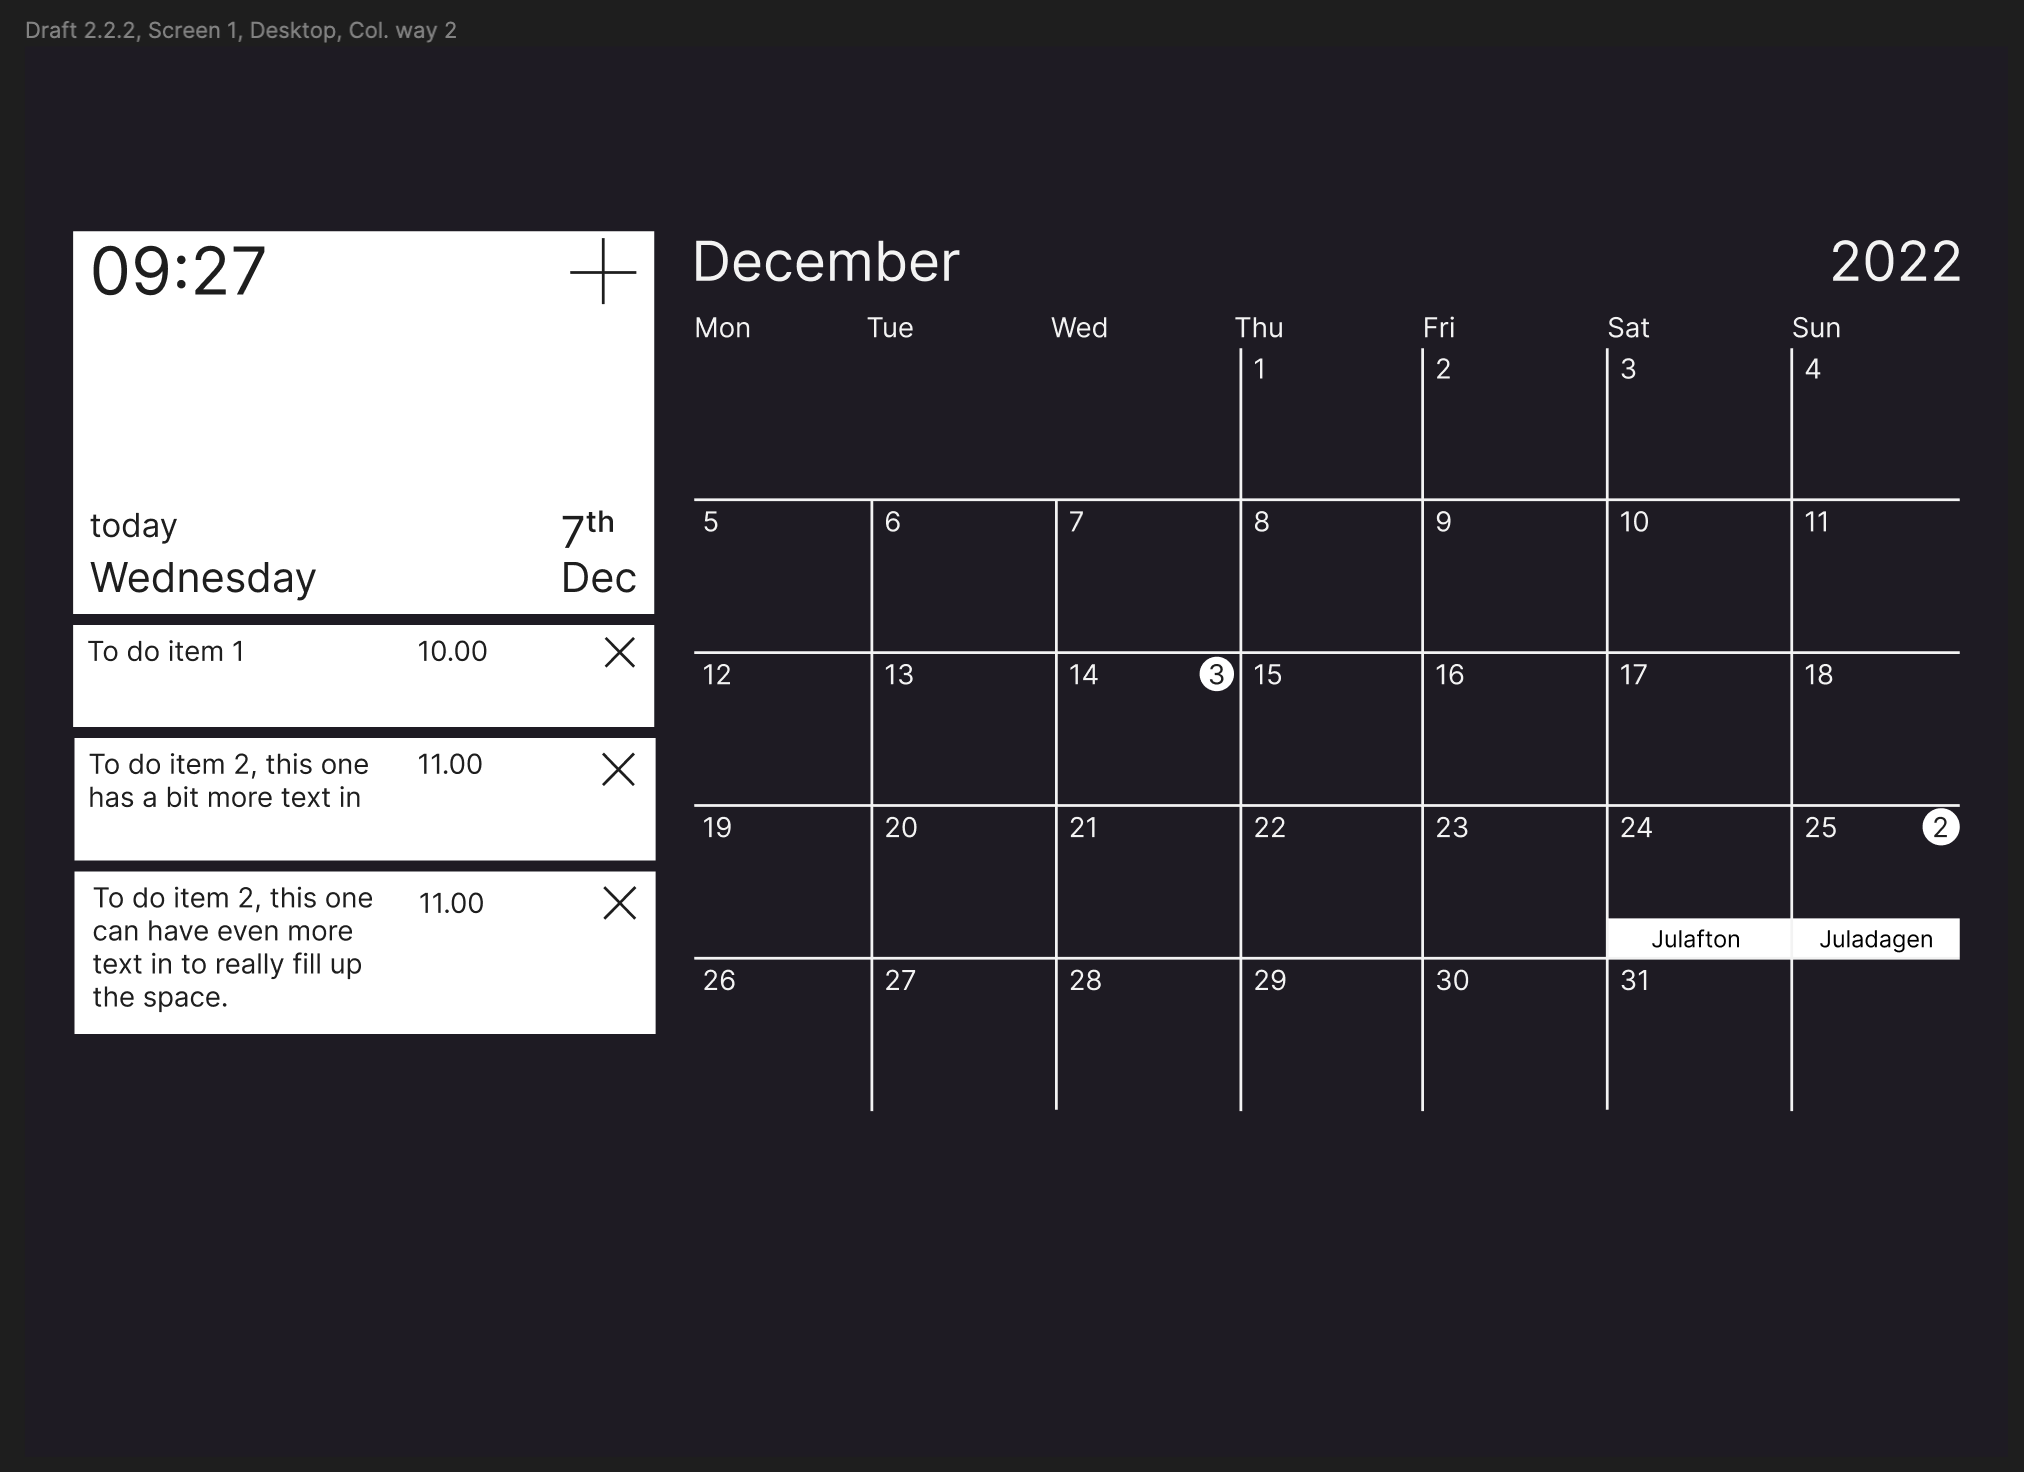 Draft 2.2.2, Screen 1, Desktop, Col. way 2
09:27
today
Wednesday
7th
Dec
To do item 1
10.00
To do item 2, this one
has a bit more text in
11.00
To do item 2, this one
can have even more
text in to really fill up
the space.
11.00
December
2022
Mon Tue Wed Thu Fri Sat Sun
1 2 3 4
5 6 7 8 9 10 11
12 13 14 3 15 16 17 18
19 20 21 22 23 24 25 2
Julafton Juladagen
26 27 28 29 30 31